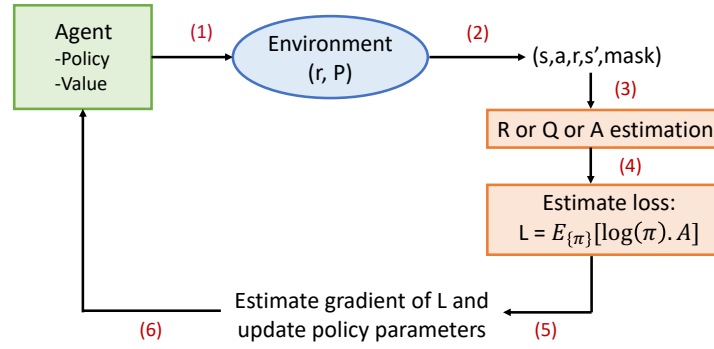 Agent
-Policy
-Value
(1)
Environment
(r, P)
(2)
(s,a,r,s’,mask)
(3)
R or Q or A estimation
(4)
Estimate loss:
L = E_{π}[log(π). A]
(5)
Estimate gradient of L and
update policy parameters
(6)